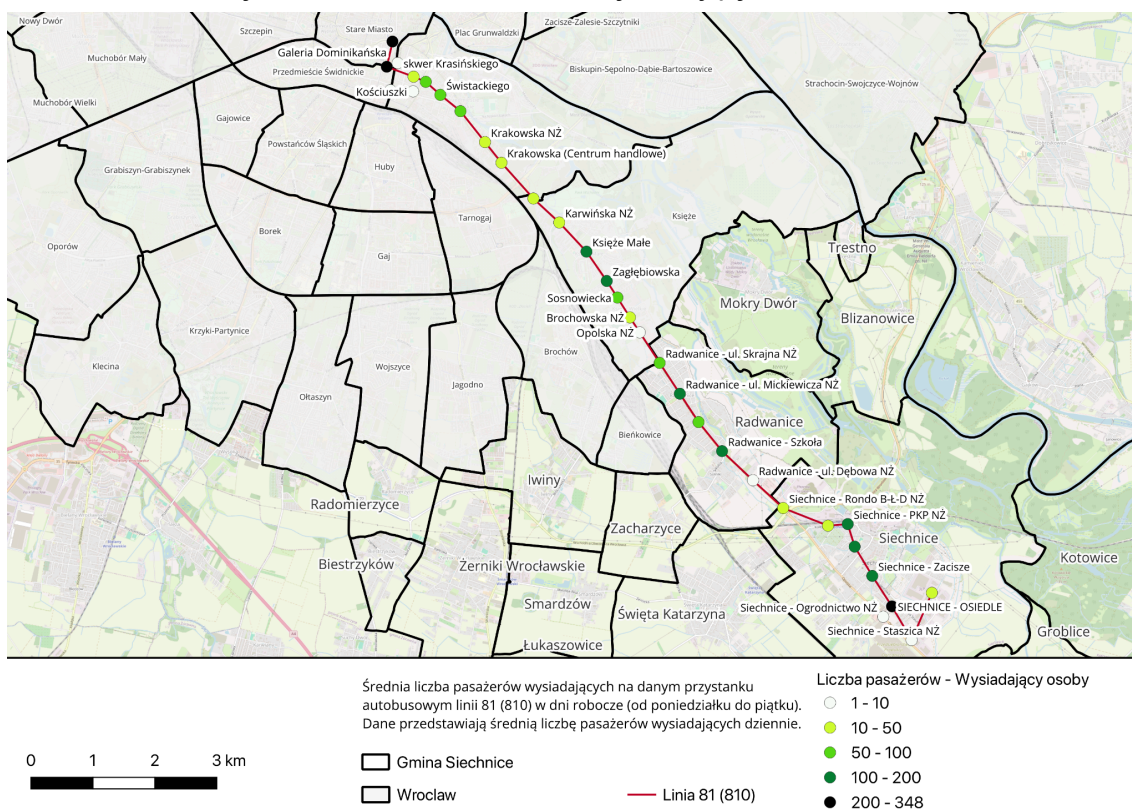 Nowy Dwór
Szczepin
Stare Miasto
Plac Grunwaldzki
Zacisze-Zalesie-Szczytniki
Muchobór Mały
Galeria Dominikańska
skwer Krasińskiego
Przedmieście Świdnickie
Biskupin-Sępolno-Dąbie-Bartoszowice
Strachocin-Swojczyce-Wojnów
Kościuszki
Świstackiego
Muchobór Wielki
Gajowice
Krakowska NŻ
Powstańców Śląskich
Krakowska (Centrum handlowe)
Huby
Grabiszyn-Grabiszynek
Tarnogaj
Karwińska NŻ
Księże
Borek
Oporów
Księże Małe
Trestno
Gaj
Zagłębiowska
Sosnowiecka
Mokry Dwór
Brochowska NŻ
Blizanowice
Krzyki-Partynice
Opolska NŻ
Brochów
Radwanice - ul. Skrajna NŻ
Klecina
Wojszyce
Jagodno
Radwanice - ul. Mickiewicza NŻ
Ołtaszyn
Radwanice
Bieńkowice
Radwanice - Szkoła
Radwanice - ul. Dębowa NŻ
Iwiny
Siechnice - Rondo B-Ł-D NŻ
Radomierzyce
Siechnice - PKP NŻ
Zacharzyce
Siechnice
Kotowice
Biestrzyków
Żerniki Wrocławskie
Siechnice - Zacisze
Smardzów
Siechnice - Ogrodnictwo NŻ
SIECHNICE - OSIEDLE
Święta Katarzyna
Siechnice - Staszica NŻ
Groblice
Łukaszowice
Średnia liczba pasażerów wysiadających na danym przystanku
autobusowym linii 81 (810) w dni robocze (od poniedziałku do piątku).
Dane przedstawiają średnią liczbę pasażerów wysiadających dziennie.
Liczba pasażerów - Wysiadający osoby
1 - 10
10 - 50
50 - 100
100 - 200
200 - 348
0 1 2 3 km
Gmina Siechnice
Wroclaw
Linia 81 (810)